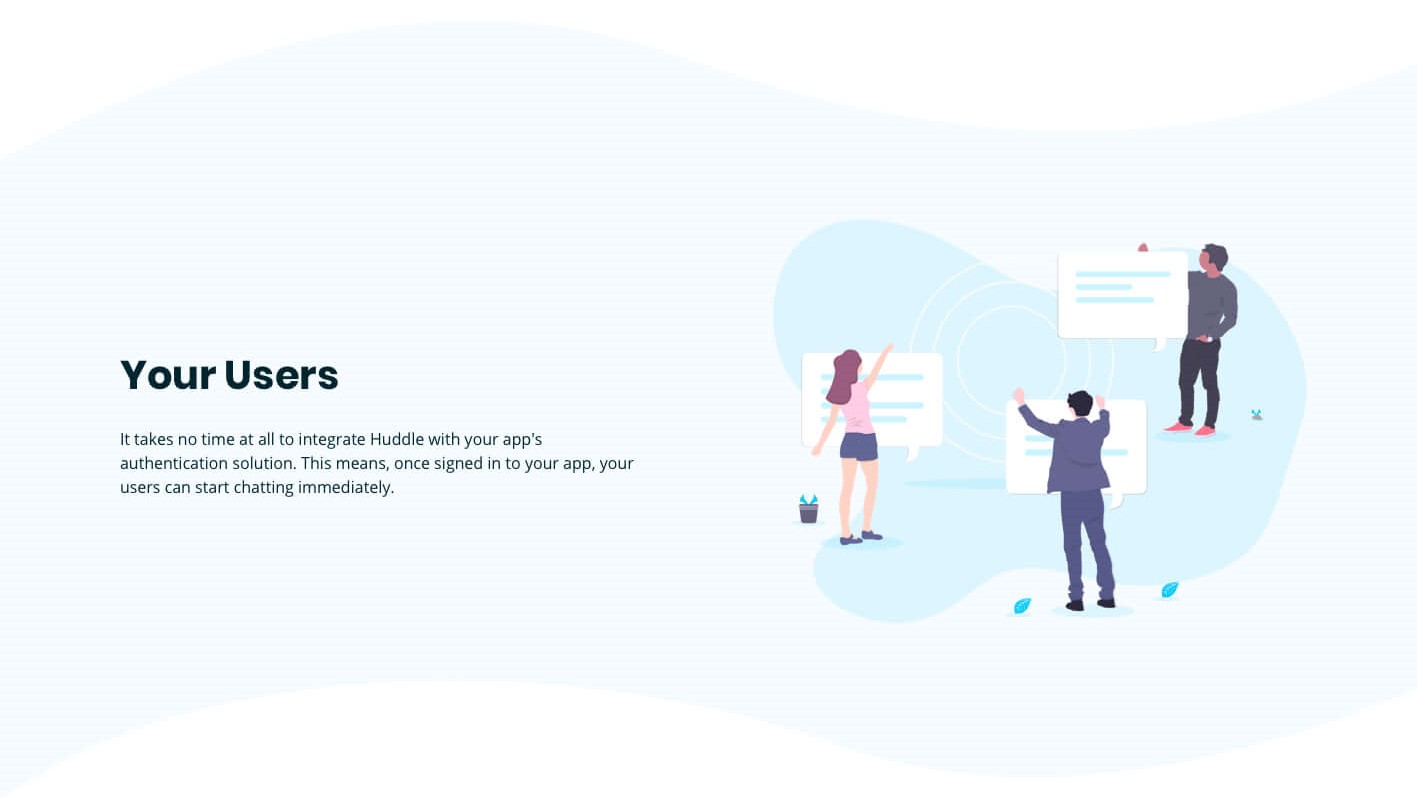 Your Users
It takes no time at all to integrate Huddle with your app's
authentication solution. This means, once signed in to your app, your
users can start chatting immediately.